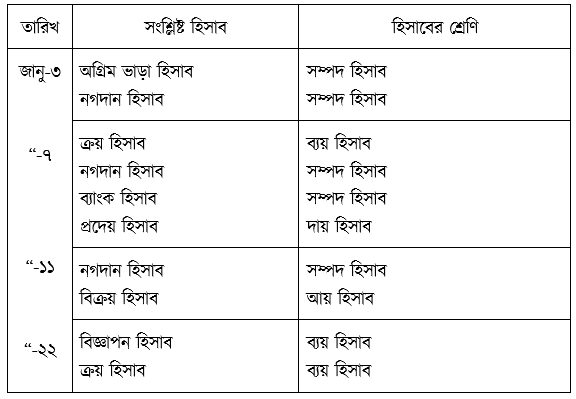 তারিখ সংশ্লিষ্ট হিসাব হিসাবের শ্রেণি
জানু-৩ অগ্রিম ভাড়া হিসাব সম্পদ হিসাব
নগদান হিসাব সম্পদ হিসাব
“-৭ ক্রয় হিসাব ব্যয় হিসাব
নগদান হিসাব সম্পদ হিসাব
ব্যাংক হিসাব সম্পদ হিসাব
প্রদেয় হিসাব দায় হিসাব
“-১১ নগদান হিসাব সম্পদ হিসাব
বিক্রয় হিসাব আয় হিসাব
“-২২ বিজ্ঞাপন হিসাব ব্যয় হিসাব
ক্রয় হিসাব ব্যয় হিসাব